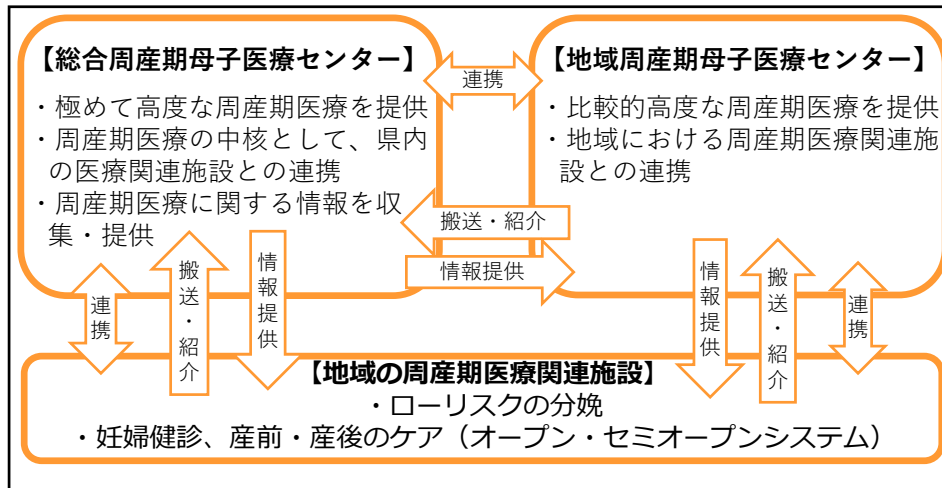 【総合周産期母子医療センター】
・極めて高度な周産期医療を提供
・周産期医療の中核として、県内
の医療関連施設との連携
・周産期医療に関する情報を収
集・提供
連携
【地域周産期母子医療センター】
・比較的高度な周産期医療を提供
・地域における周産期医療関連施
設との連携
搬送・紹介
情報提供
連携
搬送・紹介
情報提供
情報提供
搬送・紹介
連携
【地域の周産期医療関連施設】
・ローリスクの分娩
・妊婦健診、産前・産後のケア（オープン・セミオープンシステム）